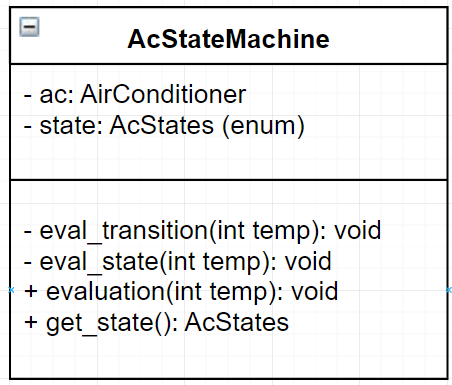 AcStateMachine
- ac: AirConditioner
- state: AcStates (enum)
- eval_transition(int temp): void
- eval_state(int temp): void
+ evaluation(int temp): void
+ get_state(): AcStates